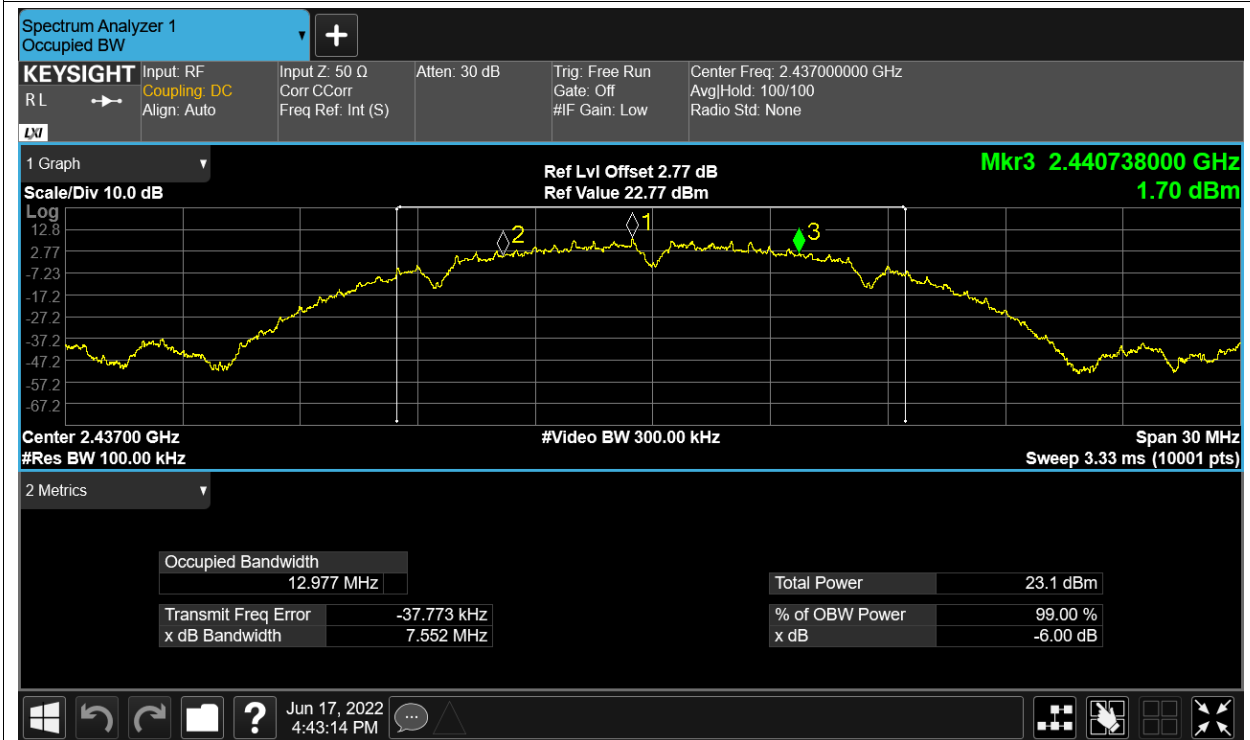 Spectrum Analyzer 1
Occupied BW
+
KEYSIGHT
R L
LXI
Input: RF
Coupling: DC
Align: Auto
Input Z: 50 Ω
Corr CCorr
Freq Ref: Int (S)
Atten: 30 dB
Trig: Free Run
Gate: Off
#IF Gain: Low
Center Freq: 2.437000000 GHz
Avg|Hold: 100/100
Radio Std: None
1 Graph
Scale/Div 10.0 dB
Ref Lvl Offset 2.77 dB
Ref Value 22.77 dBm
Mkr3 2.440738000 GHz
1.70 dBm
Log
12.8
2.77
-7.23
-17.2
-27.2
-37.2
-47.2
-57.2
-67.2
2
1
3
Center 2.43700 GHz
#Video BW 300.00 kHz
Span 30 MHz
#Res BW 100.00 kHz
Sweep 3.33 ms (10001 pts)
2 Metrics
Occupied Bandwidth
12.977 MHz
Total Power 23.1 dBm
Transmit Freq Error -37.773 kHz
% of OBW Power 99.00 %
x dB Bandwidth 7.552 MHz
x dB -6.00 dB
?
Jun 17, 2022
4:43:14 PM